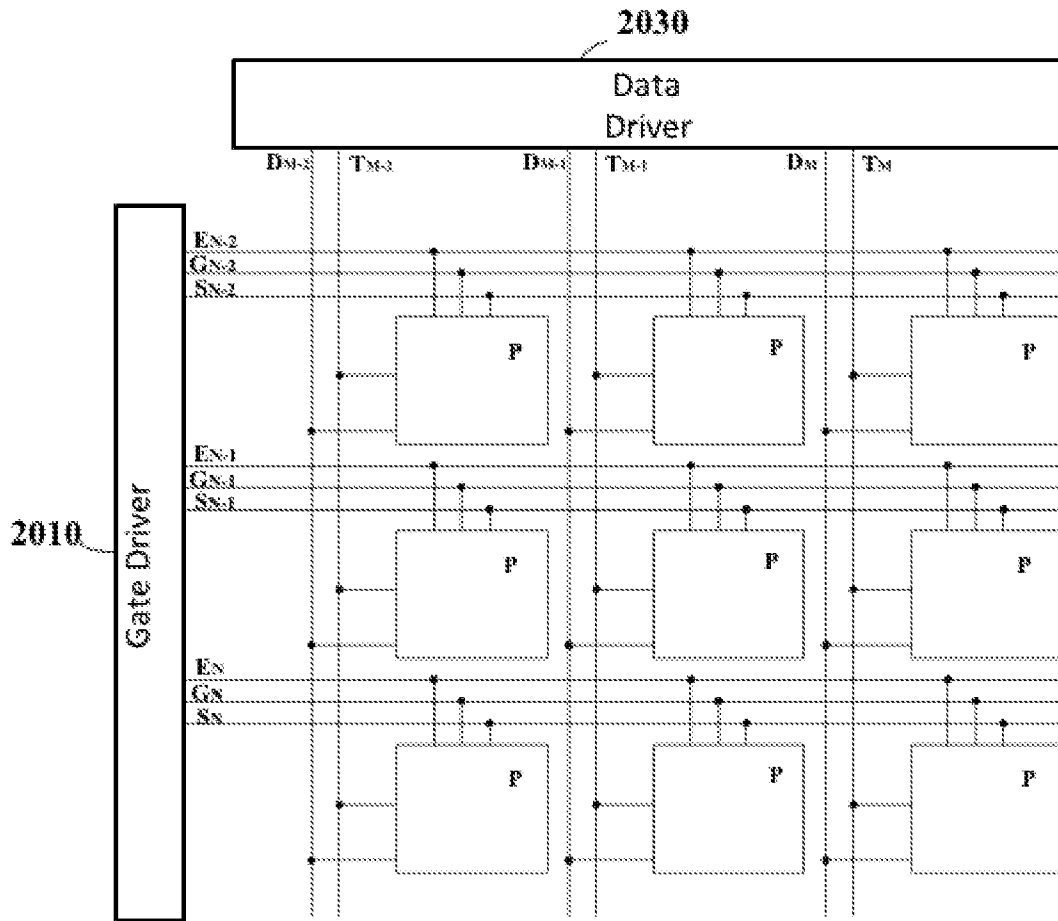 2030
Data
Driver
DM-2 TM-2 DM-1 TM-1 DM TM
EN-2
GN-2
SN-2
P P P
EN-1
GN-1
SN-1
P P P
2010
Gate Driver
EN
GN
SN
P P P